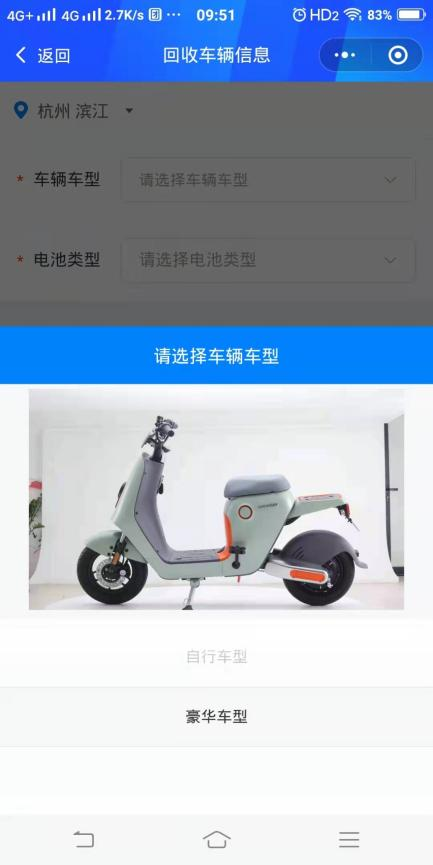 4G+ 4G 2.7K/s 09:51 HD2 83%
返回 回收车辆信息
杭州 滨江
* 车辆车型 请选择车辆车型
* 电池类型 请选择电池类型
请选择车辆车型
自行车型
豪华车型